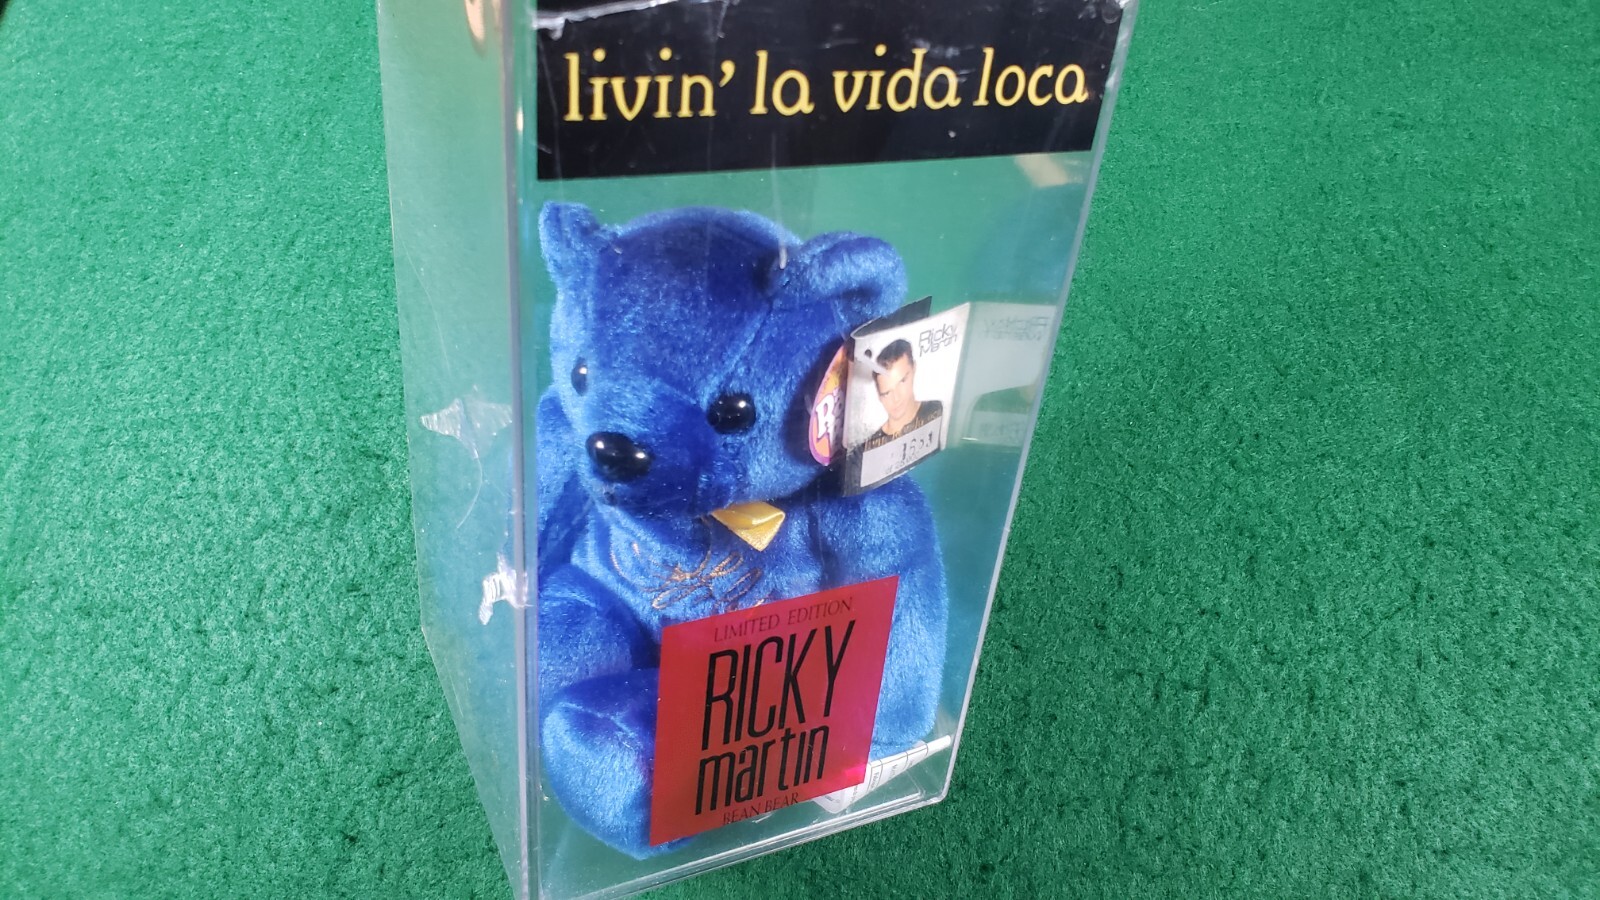 livin' la vida loca
Ricky
Martin
LIMITED EDITION
RICKY
martin
BEAN BEAR